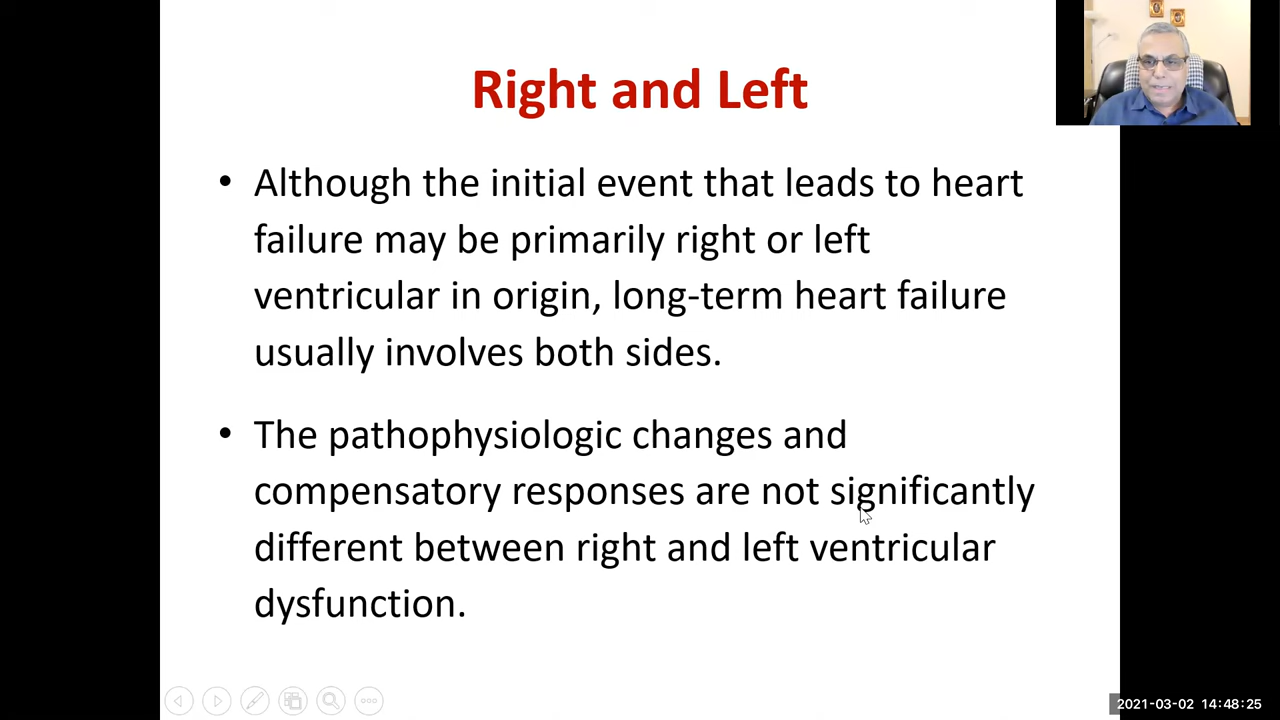 Right and Left
• Although the initial event that leads to heart
failure may be primarily right or left
ventricular in origin, long-term heart failure
usually involves both sides.
• The pathophysiologic changes and
compensatory responses are not significantly
different between right and left ventricular
dysfunction.
2021-03-02 14:48:25